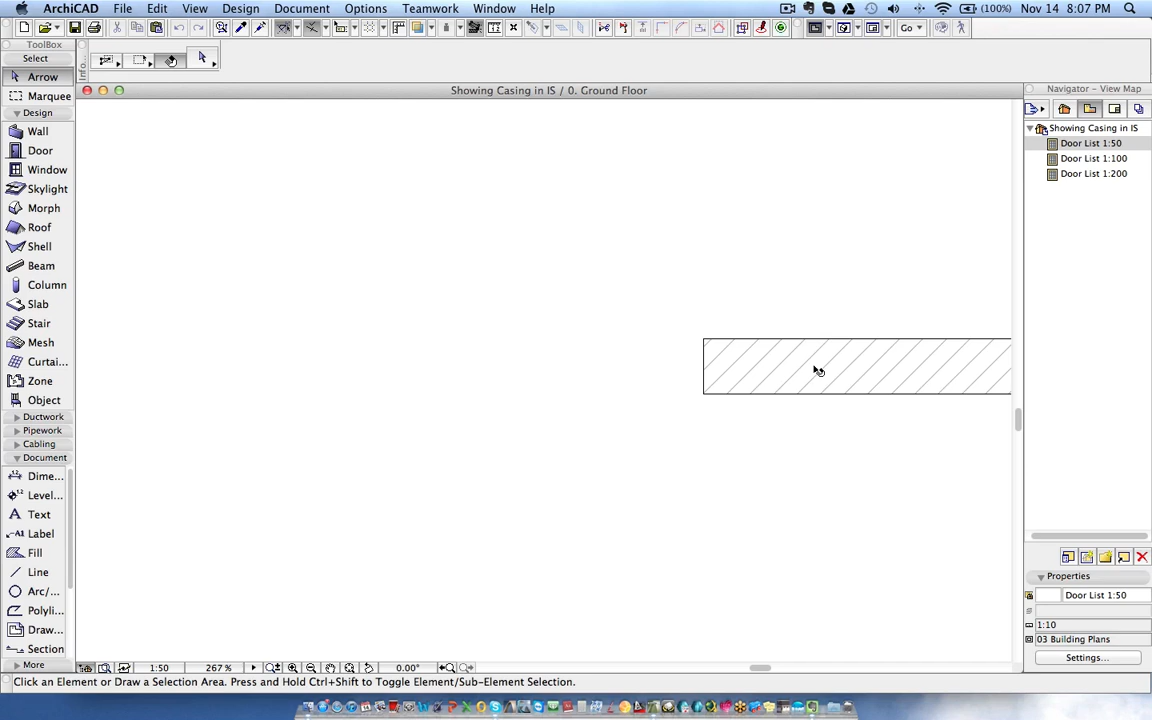 ArchiCAD File Edit View Design Document Options Teamwork Window Help (100%) Nov 14 8:07 PM
ToolBox
Select
Arrow
Marquee
Design
Wall
Door
Window
Skylight
Morph
Roof
Shell
Beam
Column
Slab
Stair
Mesh
Curtai...
Zone
Object
Ductwork
Pipework
Cabling
Document
Dime...
Level...
Text
A1 Label
Fill
Line
Arc/...
Polyli...
Draw...
Section
More
Info...
Go
Showing Casing in IS / 0. Ground Floor
1:50 267 % 0.00°
Navigator - View Map
Showing Casing in IS
Door List 1:50
Door List 1:100
Door List 1:200
Properties
Door List 1:50
1:10
03 Building Plans
Settings...
Click an Element or Draw a Selection Area. Press and Hold Ctrl+Shift to Toggle Element/Sub-Element Selection.